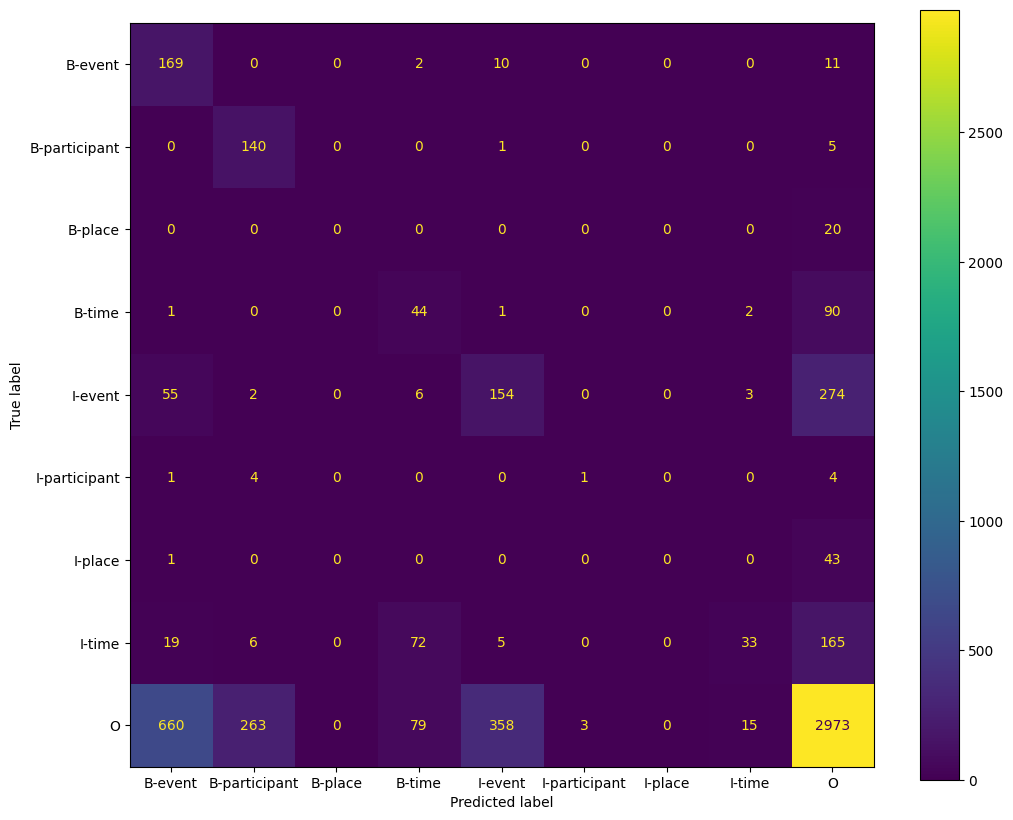 B-event 169 0 0 2 10 0 0 0 11
B-participant 0 140 0 0 1 0 0 0 5
B-place 0 0 0 0 0 0 0 0 20
B-time 1 0 0 44 1 0 0 2 90
I-event 55 2 0 6 154 0 0 3 274
I-participant 1 4 0 0 0 1 0 0 4
I-place 1 0 0 0 0 0 0 0 43
I-time 19 6 0 72 5 0 0 33 165
O 660 263 0 79 358 3 0 15 2973
B-event B-participant B-place B-time I-event I-participant I-place I-time O
Predicted label
True label
2500
2000
1500
1000
500
0